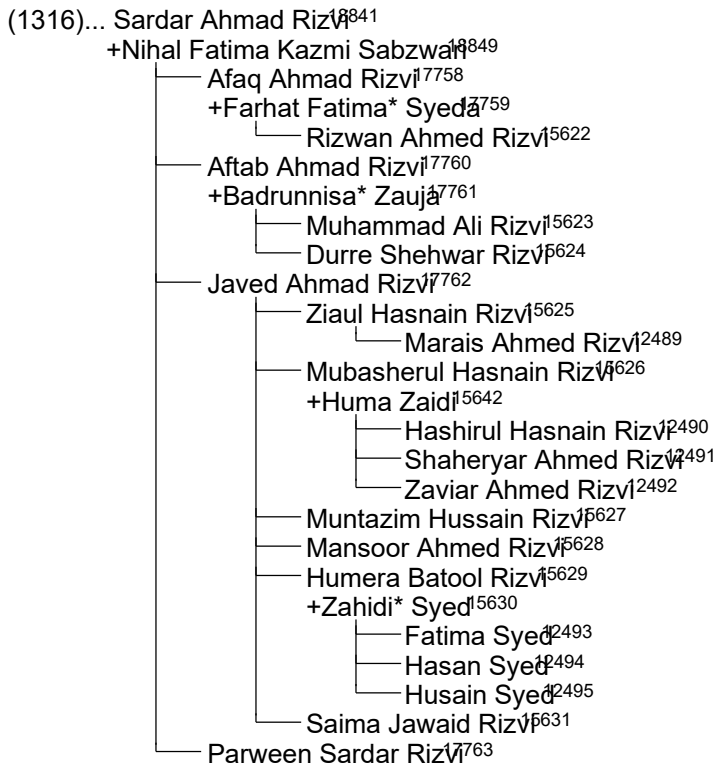 (1316)... Sardar Ahmad Rizvi18841
+Nihal Fatima Kazmi Sabzwari18849
Afaq Ahmad Rizvi17758
+Farhat Fatima* Syeda17759
Rizwan Ahmed Rizvi15622
Aftab Ahmad Rizvi17760
+Badrunnisa* Zauja17761
Muhammad Ali Rizvi15623
Durre Shehwar Rizvi15624
Javed Ahmad Rizvi17762
Ziaul Hasnain Rizvi15625
Marais Ahmed Rizvi12489
Mubasherul Hasnain Rizvi15626
+Huma Zaidi15642
Hashirul Hasnain Rizvi12490
Shaheryar Ahmed Rizvi12491
Zaviar Ahmed Rizvi12492
Muntazim Hussain Rizvi15627
Mansoor Ahmed Rizvi15628
Humera Batool Rizvi15629
+Zahidi* Syed15630
Fatima Syed12493
Hasan Syed12494
Husain Syed12495
Saima Jawaid Rizvi15631
Parween Sardar Rizvi17763